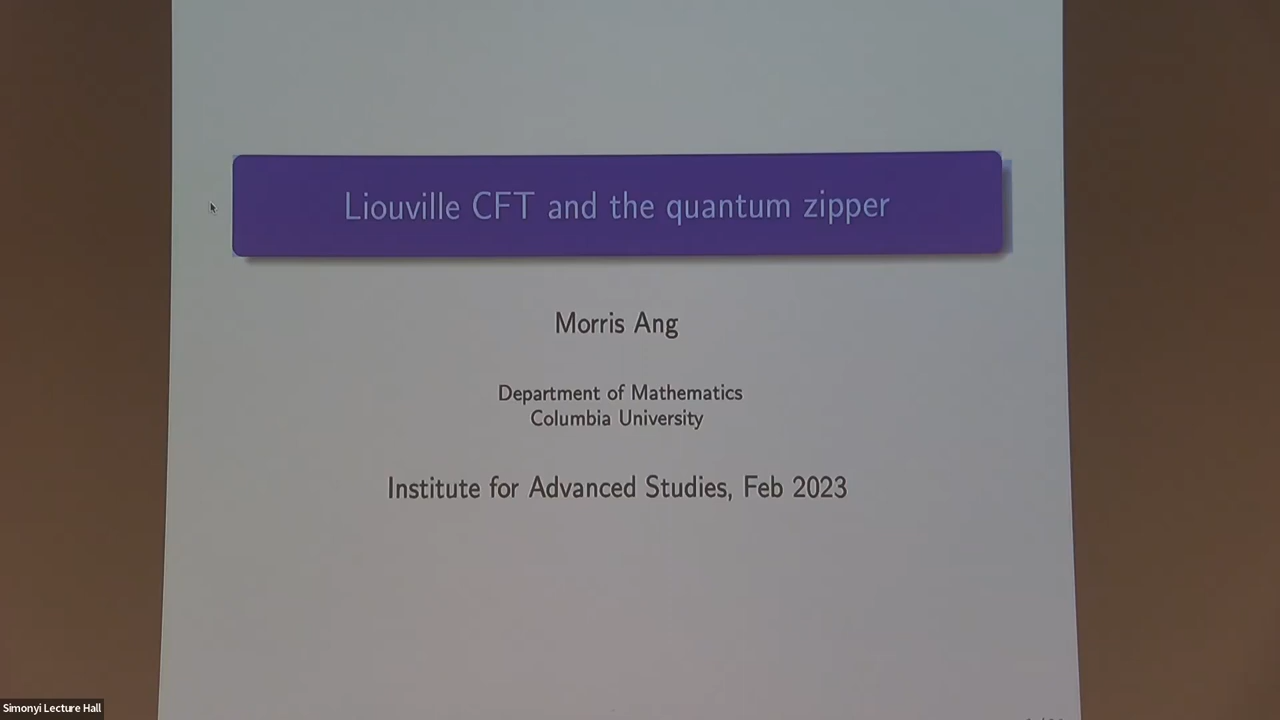 Liouville CFT and the quantum zipper
Morris Ang
Department of Mathematics
Columbia University
Institute for Advanced Studies, Feb 2023
Simonyi Lecture Hall